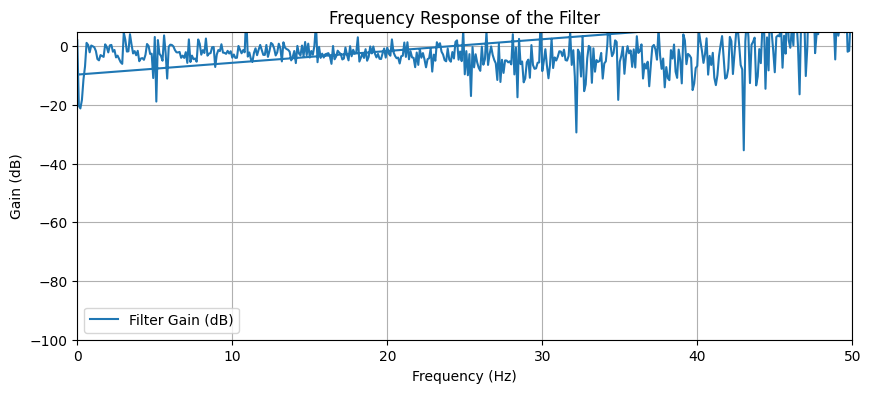 Frequency Response of the Filter
Gain (dB)
0
−20
−40
−60
−80
−100
Filter Gain (dB)
0 10 20 30 40 50
Frequency (Hz)